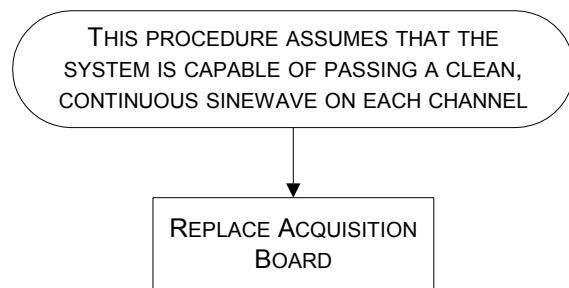 THIS PROCEDURE ASSUMES THAT THE
SYSTEM IS CAPABLE OF PASSING A CLEAN,
CONTINUOUS SINEWAVE ON EACH CHANNEL
REPLACE ACQUISITION
BOARD